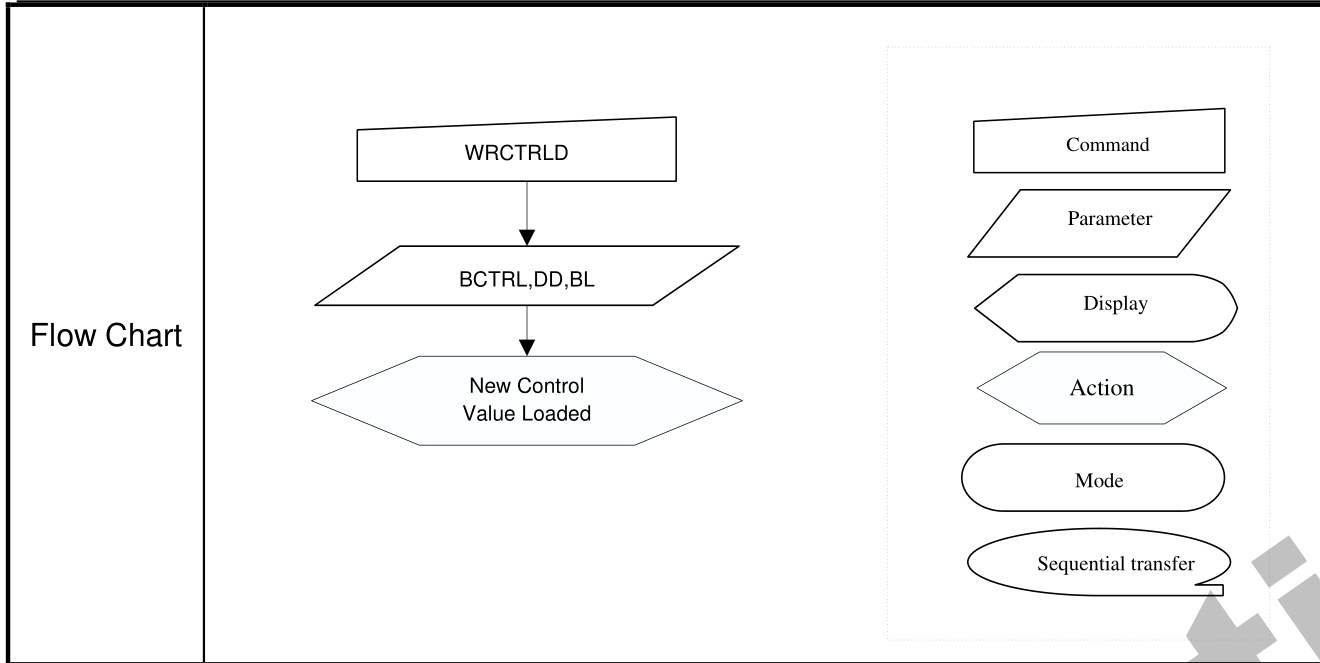 Flow Chart
WRCTRLD
BCTRL,DD,BL
New Control
Value Loaded
Command
Parameter
Display
Action
Mode
Sequential transfer